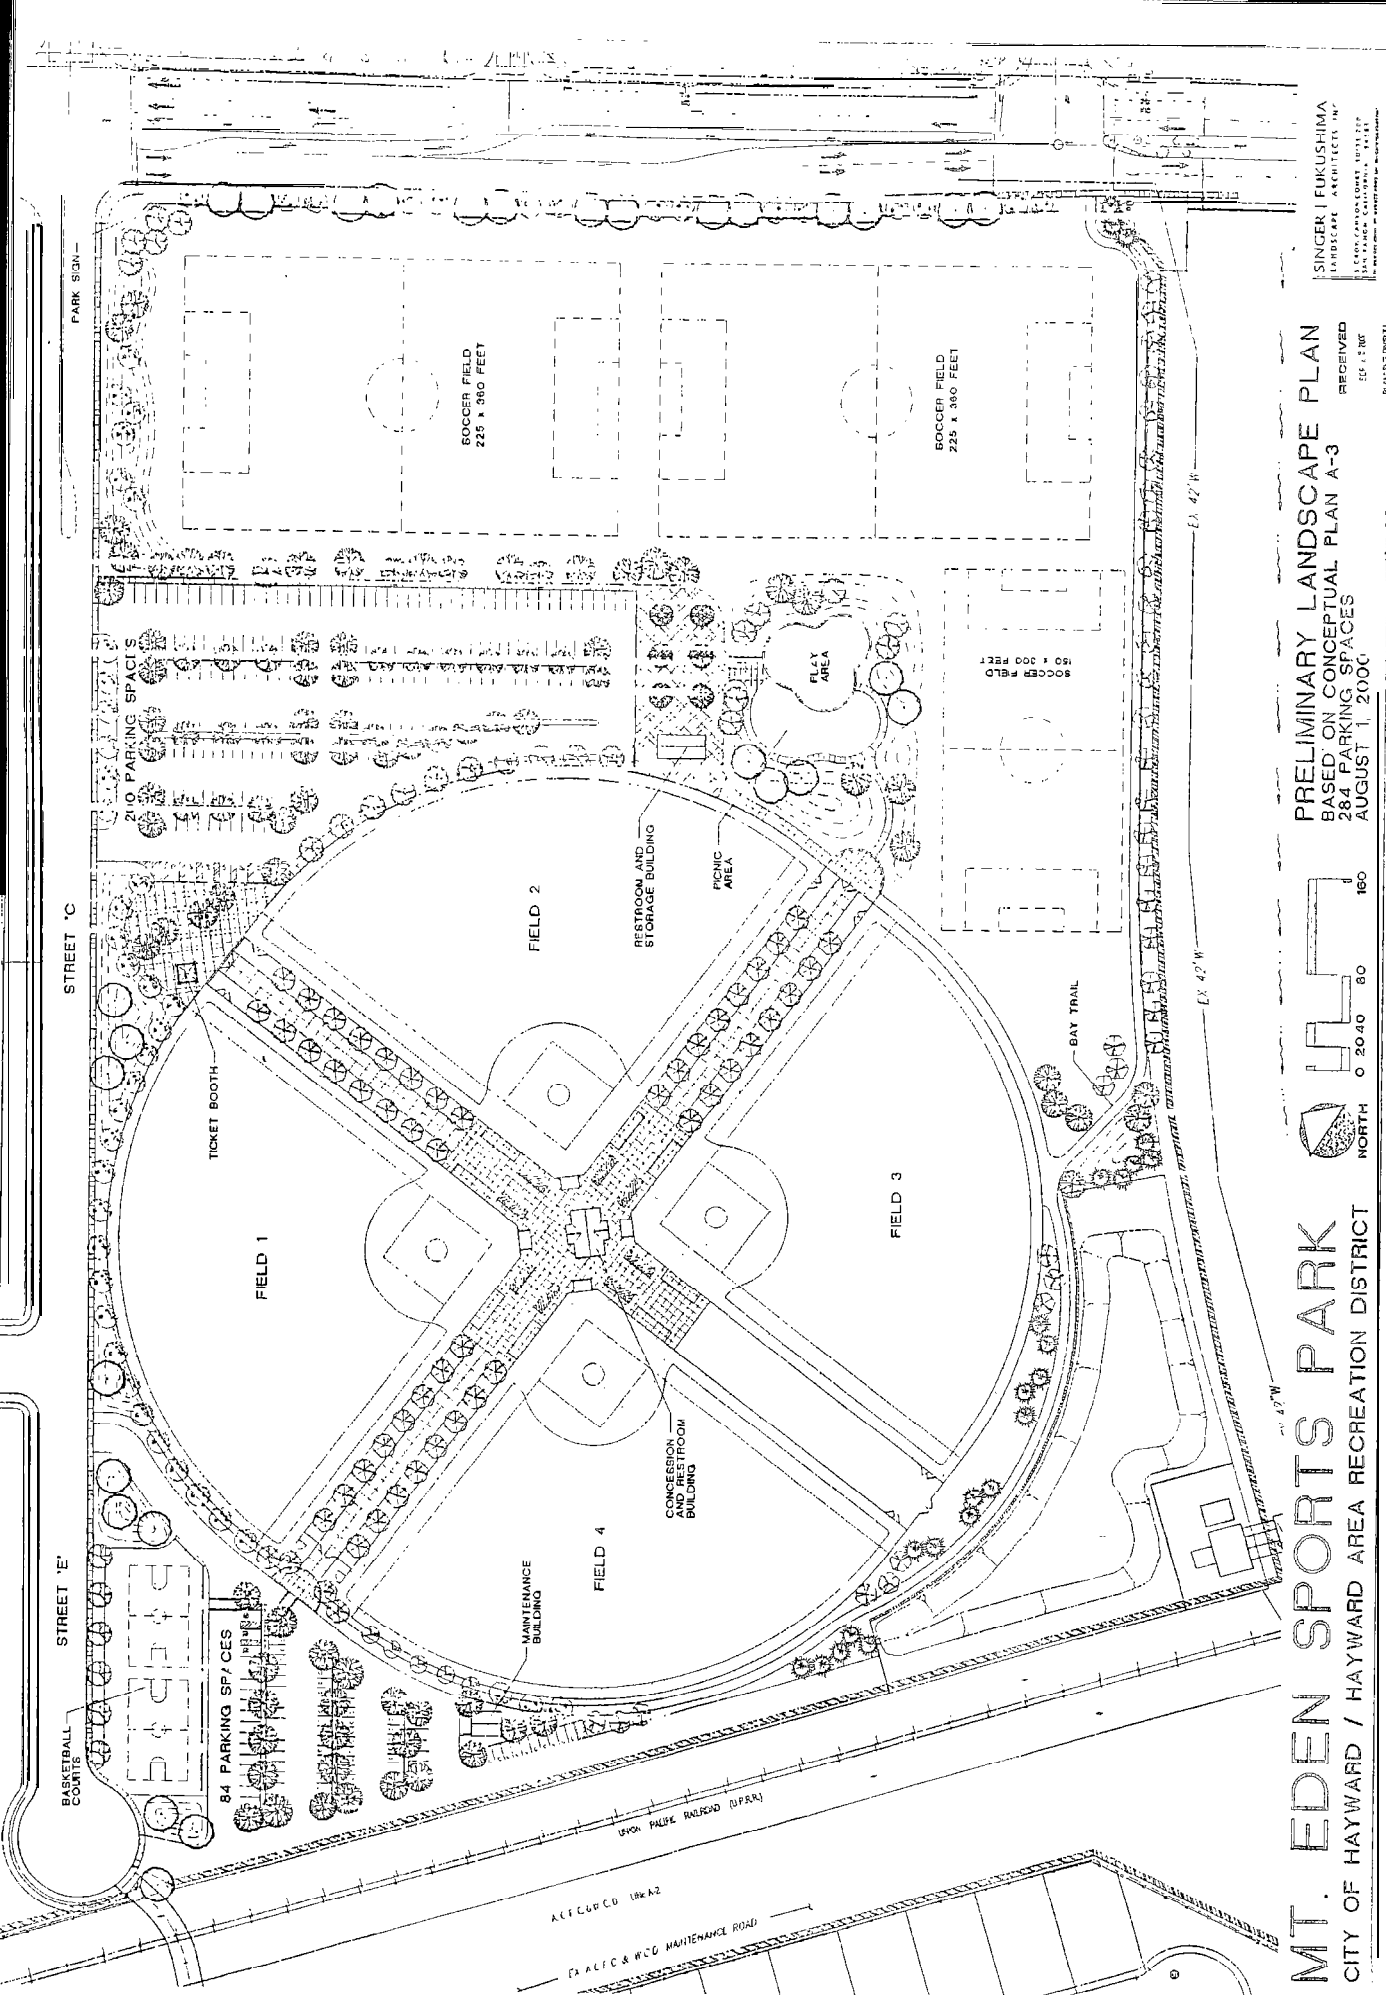 MT. EDEN SPORTS PARK
CITY OF HAYWARD / HAYWARD AREA RECREATION DISTRICT
PRELIMINARY LANDSCAPE PLAN
BASED ON CONCEPTUAL PLAN A-3
284 PARKING SPACES
AUGUST 1, 2000
NORTH
0 20 40 80 160
SINGER | FUKUSHIMA
LANDSCAPE ARCHITECTS INC
RECEIVED
PARK SIGN
STREET "C"
STREET "E"
BASKETBALL
COURTS
84 PARKING SPACES
200 PARKING SPACES
TICKET BOOTH
FIELD 1
FIELD 2
FIELD 3
FIELD 4
MAINTENANCE
BUILDING
CONCESSION
AND RESTROOM
BUILDING
RESTROOM AND
STORAGE BUILDING
PICNIC
AREA
PLAY
AREA
SOCCER FIELD
225 x 360 FEET
SOCCER FIELD
225 x 360 FEET
SOCCER FIELD
150 x 300 FEET
BAY TRAIL
EX. 42"W
EX. 42"W
42"W
UNION PACIFIC RAILROAD (U.P.R.R.)
MAINTENANCE ROAD